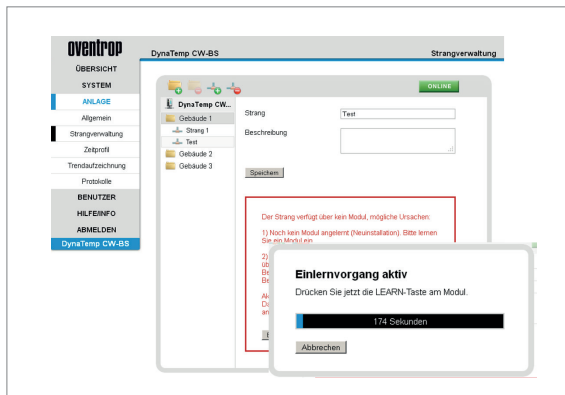 oventrop
DynaTemp CW-BS
Strangverwaltung
ÜBERSICHT
SYSTEM
ANLAGE
Allgemein
Strangverwaltung
Zeitprofil
Trendaufzeichnung
Protokolle
BENUTZER
HILFE/INFO
ABMELDEN
DynaTemp CW-BS
ONLINE
DynaTemp CW...
Gebäude 1
Strang 1
Test
Gebäude 2
Gebäude 3
Strang
Test
Beschreibung
Speichern
Der Strang verfügt über kein Modul, mögliche Ursachen:
1) Noch kein Modul angelernt (Neuinstallation). Bitte lernen
Sie ein Modul ein
2)
Einlernvorgang aktiv
Drücken Sie jetzt die LEARN-Taste am Modul.
174 Sekunden
Abbrechen